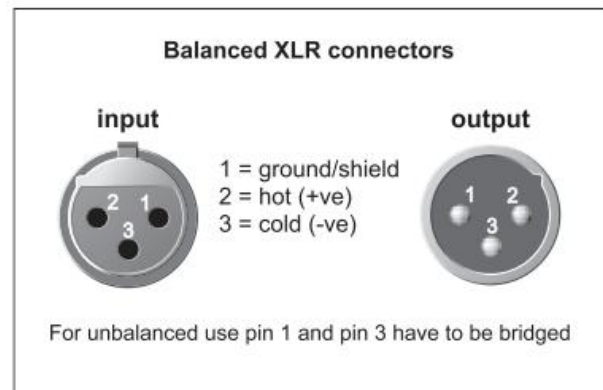 Balanced XLR connectors
input
output
1 = ground/shield
2 = hot (+ve)
3 = cold (-ve)
2 1
3
1 2
3
For unbalanced use pin 1 and pin 3 have to be bridged